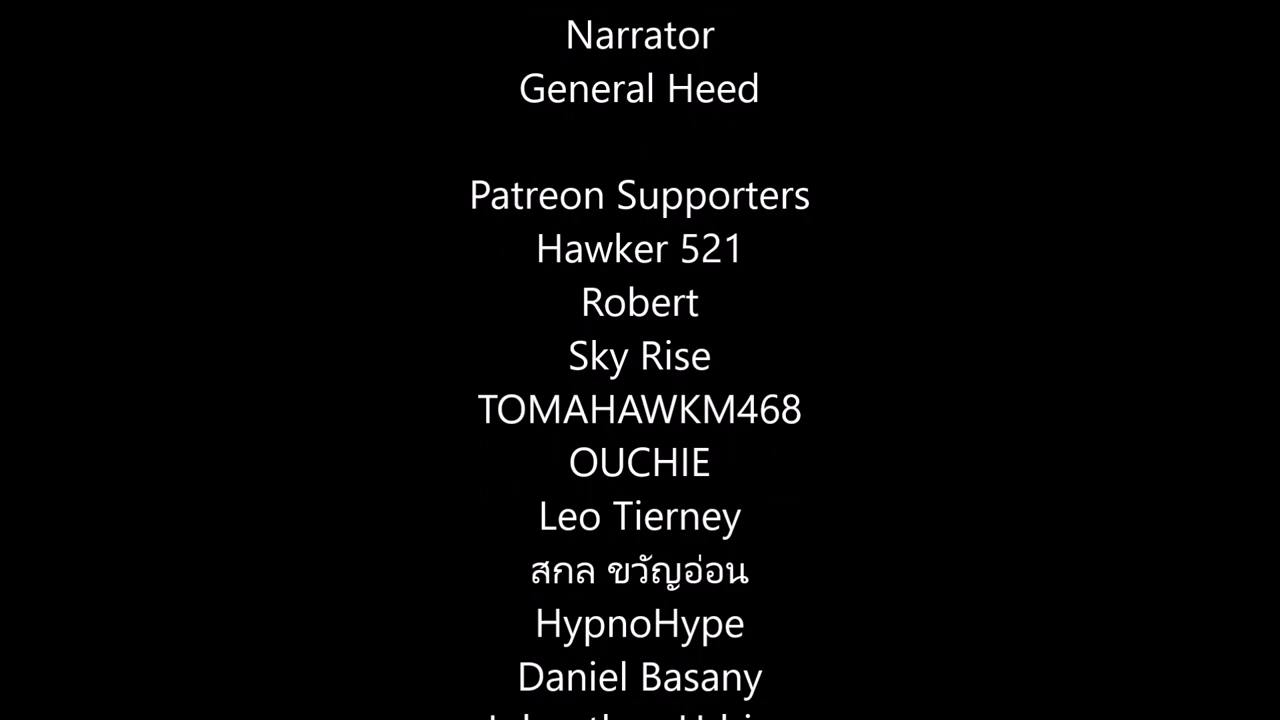 Narrator
General Heed
Patreon Supporters
Hawker 521
Robert
Sky Rise
TOMAHAWKM468
OUCHIE
Leo Tierney
สกล ขวัญอ่อน
HypnoHype
Daniel Basany